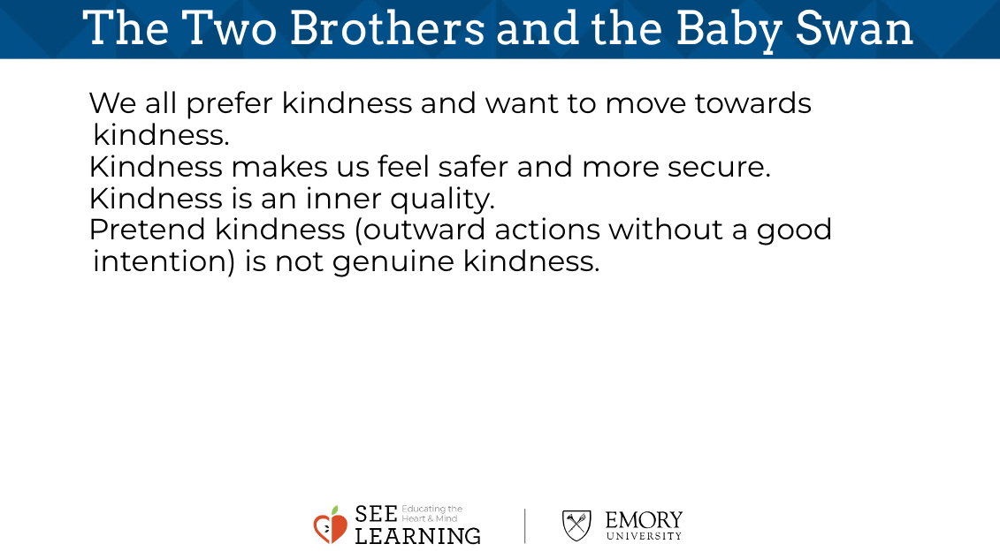 The Two Brothers and the Baby Swan
We all prefer kindness and want to move towards
kindness.
Kindness makes us feel safer and more secure.
Kindness is an inner quality.
Pretend kindness (outward actions without a good
intention) is not genuine kindness.
SEE Educating the
Heart & Mind
LEARNING
EMORY
UNIVERSITY